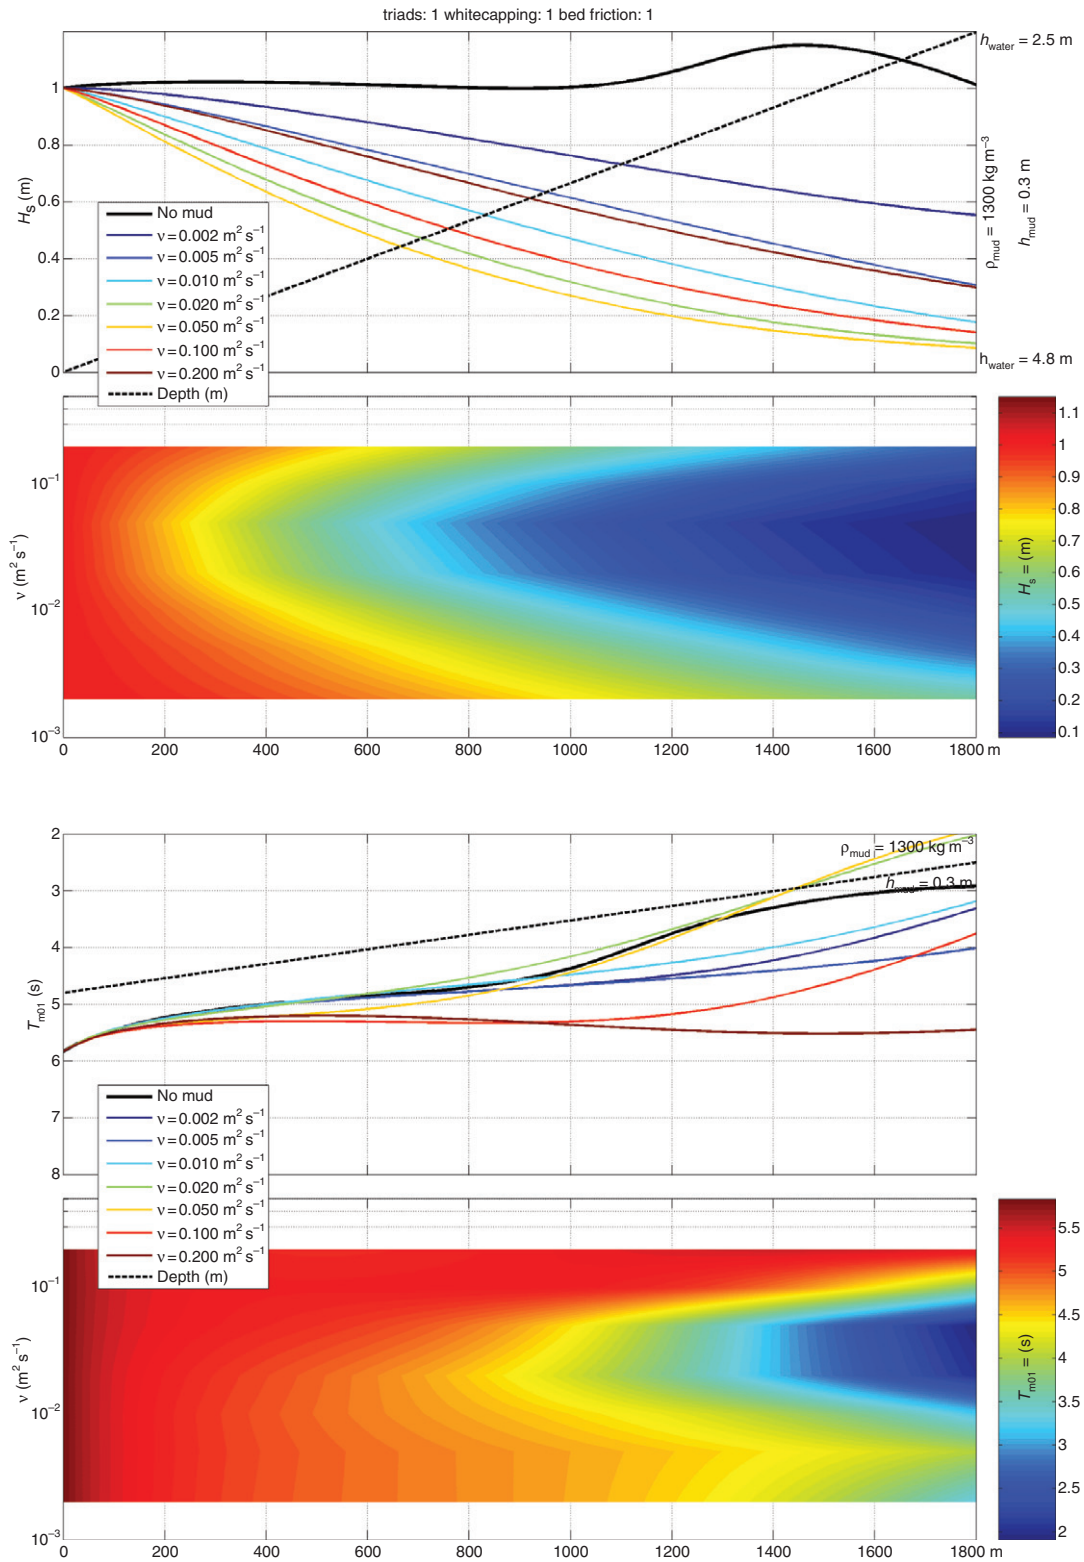 triads: 1 whitecapping: 1 bed friction: 1
h_water = 2.5 m
1
0.8
0.6
0.4
0.2
0
H_s (m)
No mud
ν = 0.002 m² s⁻¹
ν = 0.005 m² s⁻¹
ν = 0.010 m² s⁻¹
ν = 0.020 m² s⁻¹
ν = 0.050 m² s⁻¹
ν = 0.100 m² s⁻¹
ν = 0.200 m² s⁻¹
Depth (m)
ρ_mud = 1300 kg m⁻³
h_mud = 0.3 m
h_water = 4.8 m
10⁻¹
10⁻²
10⁻³
ν (m² s⁻¹)
0 200 400 600 800 1000 1200 1400 1600 1800 m
1.1
1
0.9
0.8
0.7
0.6
0.5
0.4
0.3
0.2
0.1
H_s = (m)
2
3
4
5
6
7
8
T_m01 (s)
ρ_mud = 1300 kg m⁻³
h_mud = 0.3 m
No mud
ν = 0.002 m² s⁻¹
ν = 0.005 m² s⁻¹
ν = 0.010 m² s⁻¹
ν = 0.020 m² s⁻¹
ν = 0.050 m² s⁻¹
ν = 0.100 m² s⁻¹
ν = 0.200 m² s⁻¹
Depth (m)
10⁻¹
10⁻²
10⁻³
ν (m² s⁻¹)
0 200 400 600 800 1000 1200 1400 1600 1800 m
5.5
5
4.5
4
3.5
3
2.5
2
T_m01 = (s)